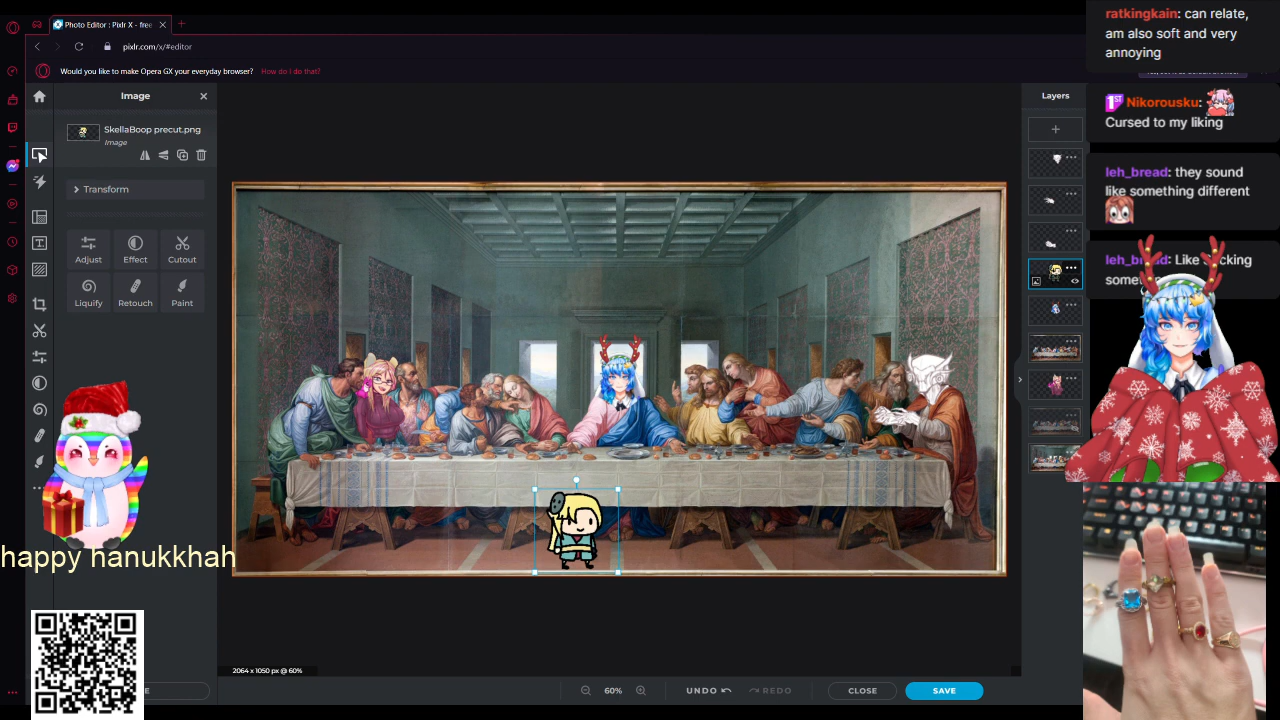 Photo Editor : Pixlr X - free
pixlr.com/x/#editor
Would you like to make Opera GX your everyday browser? How do I do that?
Image
SkellaBoop precut.png
Image
Transform
Adjust
Effect
Cutout
Liquify
Retouch
Paint
happy hanukkhah
2064 x 1050 px @ 60%
60%
UNDO
REDO
CLOSE
SAVE
Layers
ratkingkain: can relate,
am also soft and very
annoying
1ST Nikorousku:
Cursed to my liking
leh_bread: they sound
like something different